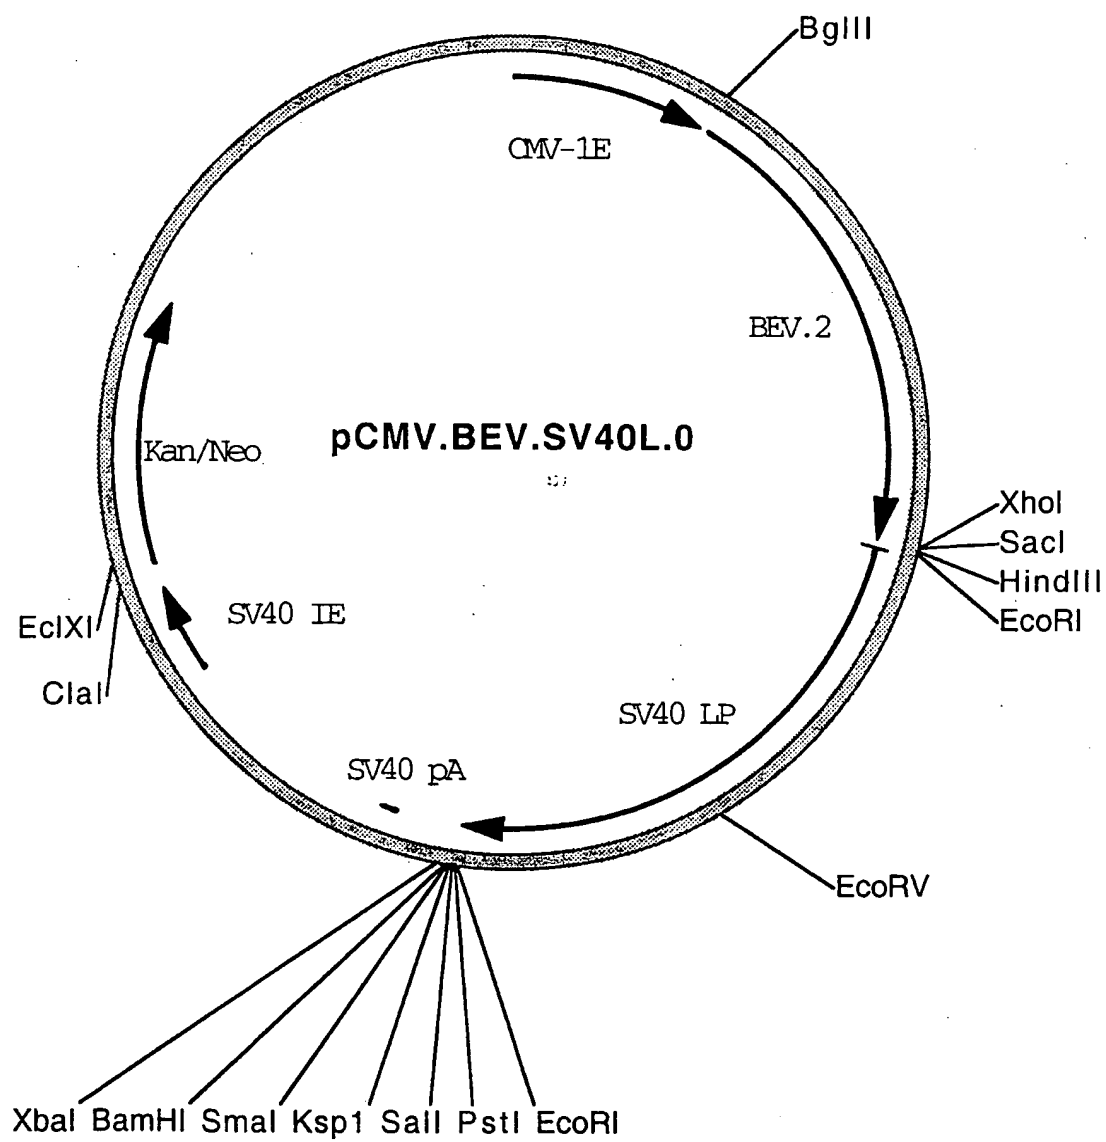 BglII
CMV-1E
BEV.2
Kan/Neo
pCMV.BEV.SV40L.0
XhoI
SacI
HindIII
EcoRI
SV40 IE
EclXI
ClaI
SV40 LP
SV40 pA
EcoRV
XbaI BamHI SmaI Ksp1 SalI PstI EcoRI